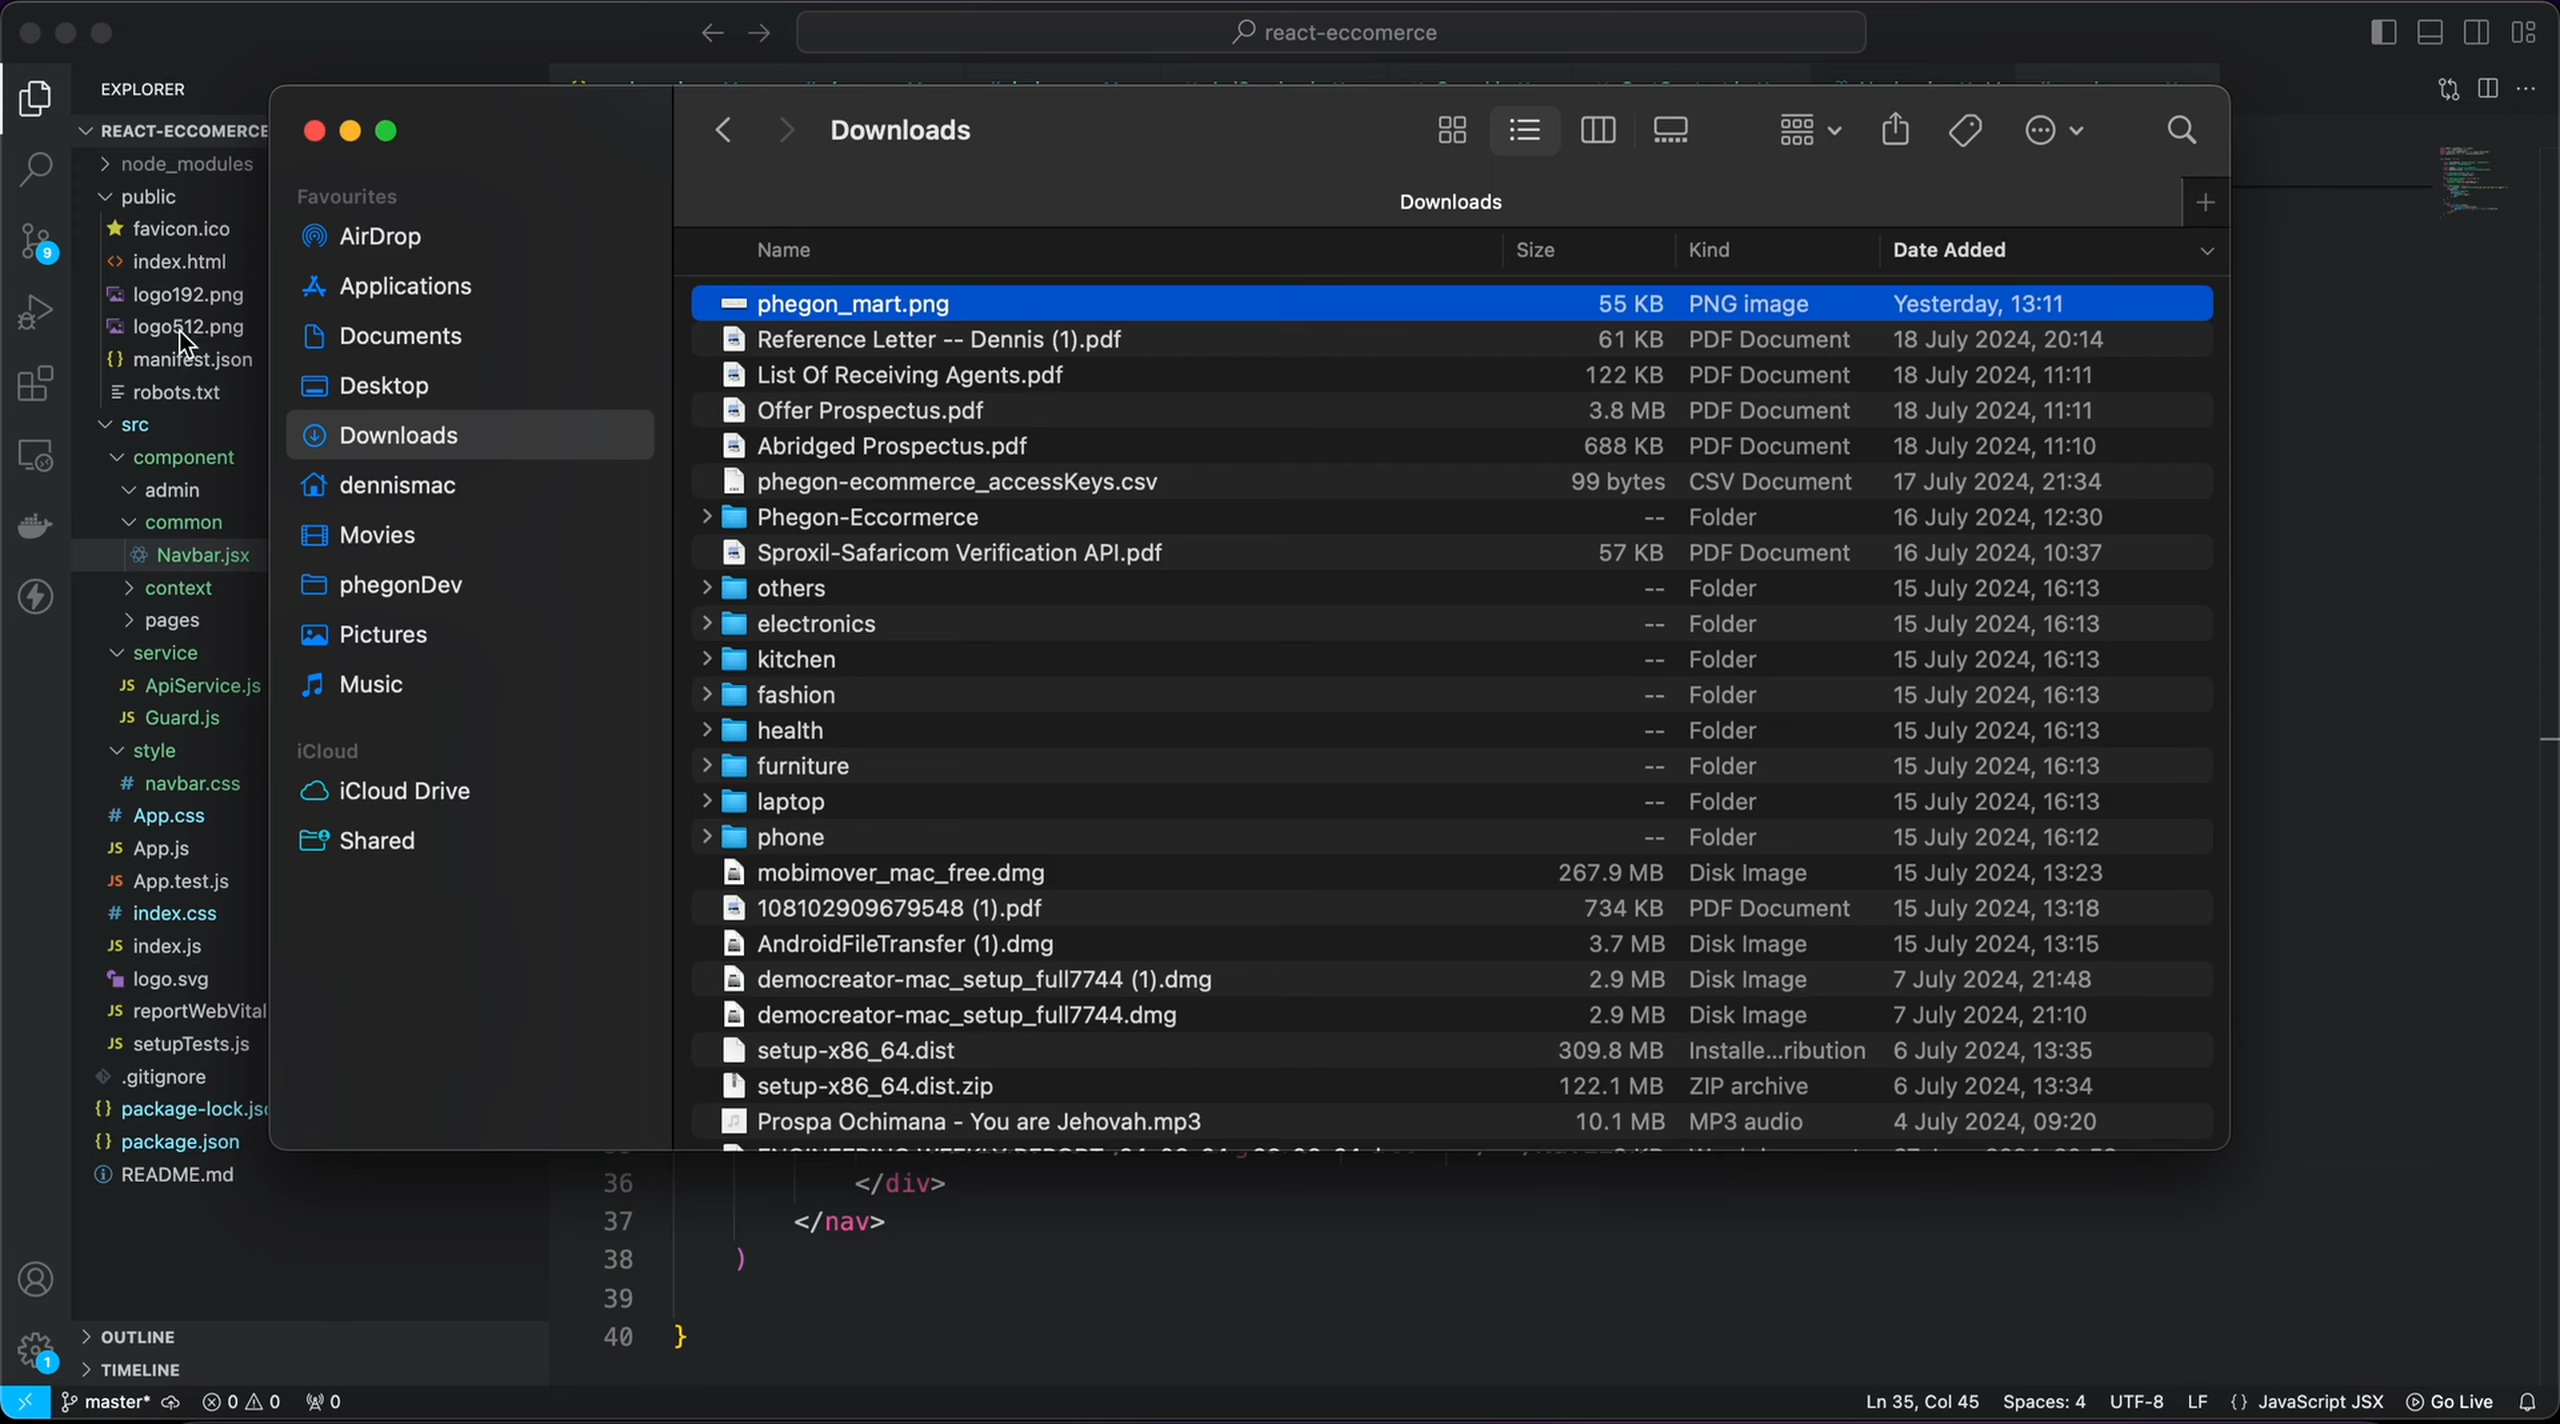 react-eccomerce
EXPLORER
REACT-ECCOMERCE
node_modules
public
favicon.ico
index.html
logo192.png
logo512.png
manifest.json
robots.txt
src
component
admin
common
Navbar.jsx
context
pages
service
JS ApiService.js
JS Guard.js
style
# navbar.css
# App.css
JS App.js
JS App.test.js
# index.css
JS index.js
logo.svg
JS reportWebVital
JS setupTests.js
.gitignore
{} package-lock.jso
{} package.json
README.md
OUTLINE
TIMELINE
9
1
Favourites
AirDrop
Applications
Documents
Desktop
Downloads
dennismac
Movies
phegonDev
Pictures
Music
iCloud
iCloud Drive
Shared
Downloads
Downloads
Name Size Kind Date Added
phegon_mart.png 55 KB PNG image Yesterday, 13:11
Reference Letter -- Dennis (1).pdf 61 KB PDF Document 18 July 2024, 20:14
List Of Receiving Agents.pdf 122 KB PDF Document 18 July 2024, 11:11
Offer Prospectus.pdf 3.8 MB PDF Document 18 July 2024, 11:11
Abridged Prospectus.pdf 688 KB PDF Document 18 July 2024, 11:10
phegon-ecommerce_accessKeys.csv 99 bytes CSV Document 17 July 2024, 21:34
Phegon-Eccormerce -- Folder 16 July 2024, 12:30
Sproxil-Safaricom Verification API.pdf 57 KB PDF Document 16 July 2024, 10:37
others -- Folder 15 July 2024, 16:13
electronics -- Folder 15 July 2024, 16:13
kitchen -- Folder 15 July 2024, 16:13
fashion -- Folder 15 July 2024, 16:13
health -- Folder 15 July 2024, 16:13
furniture -- Folder 15 July 2024, 16:13
laptop -- Folder 15 July 2024, 16:13
phone -- Folder 15 July 2024, 16:12
mobimover_mac_free.dmg 267.9 MB Disk Image 15 July 2024, 13:23
108102909679548 (1).pdf 734 KB PDF Document 15 July 2024, 13:18
AndroidFileTransfer (1).dmg 3.7 MB Disk Image 15 July 2024, 13:15
democreator-mac_setup_full7744 (1).dmg 2.9 MB Disk Image 7 July 2024, 21:48
democreator-mac_setup_full7744.dmg 2.9 MB Disk Image 7 July 2024, 21:10
setup-x86_64.dist 309.8 MB Installe...ribution 6 July 2024, 13:35
setup-x86_64.dist.zip 122.1 MB ZIP archive 6 July 2024, 13:34
Prospa Ochimana - You are Jehovah.mp3 10.1 MB MP3 audio 4 July 2024, 09:20
36 </div>
37 </nav>
38 )
39
40 }
master* 0 0 0 Ln 35, Col 45 Spaces: 4 UTF-8 LF {} JavaScript JSX Go Live